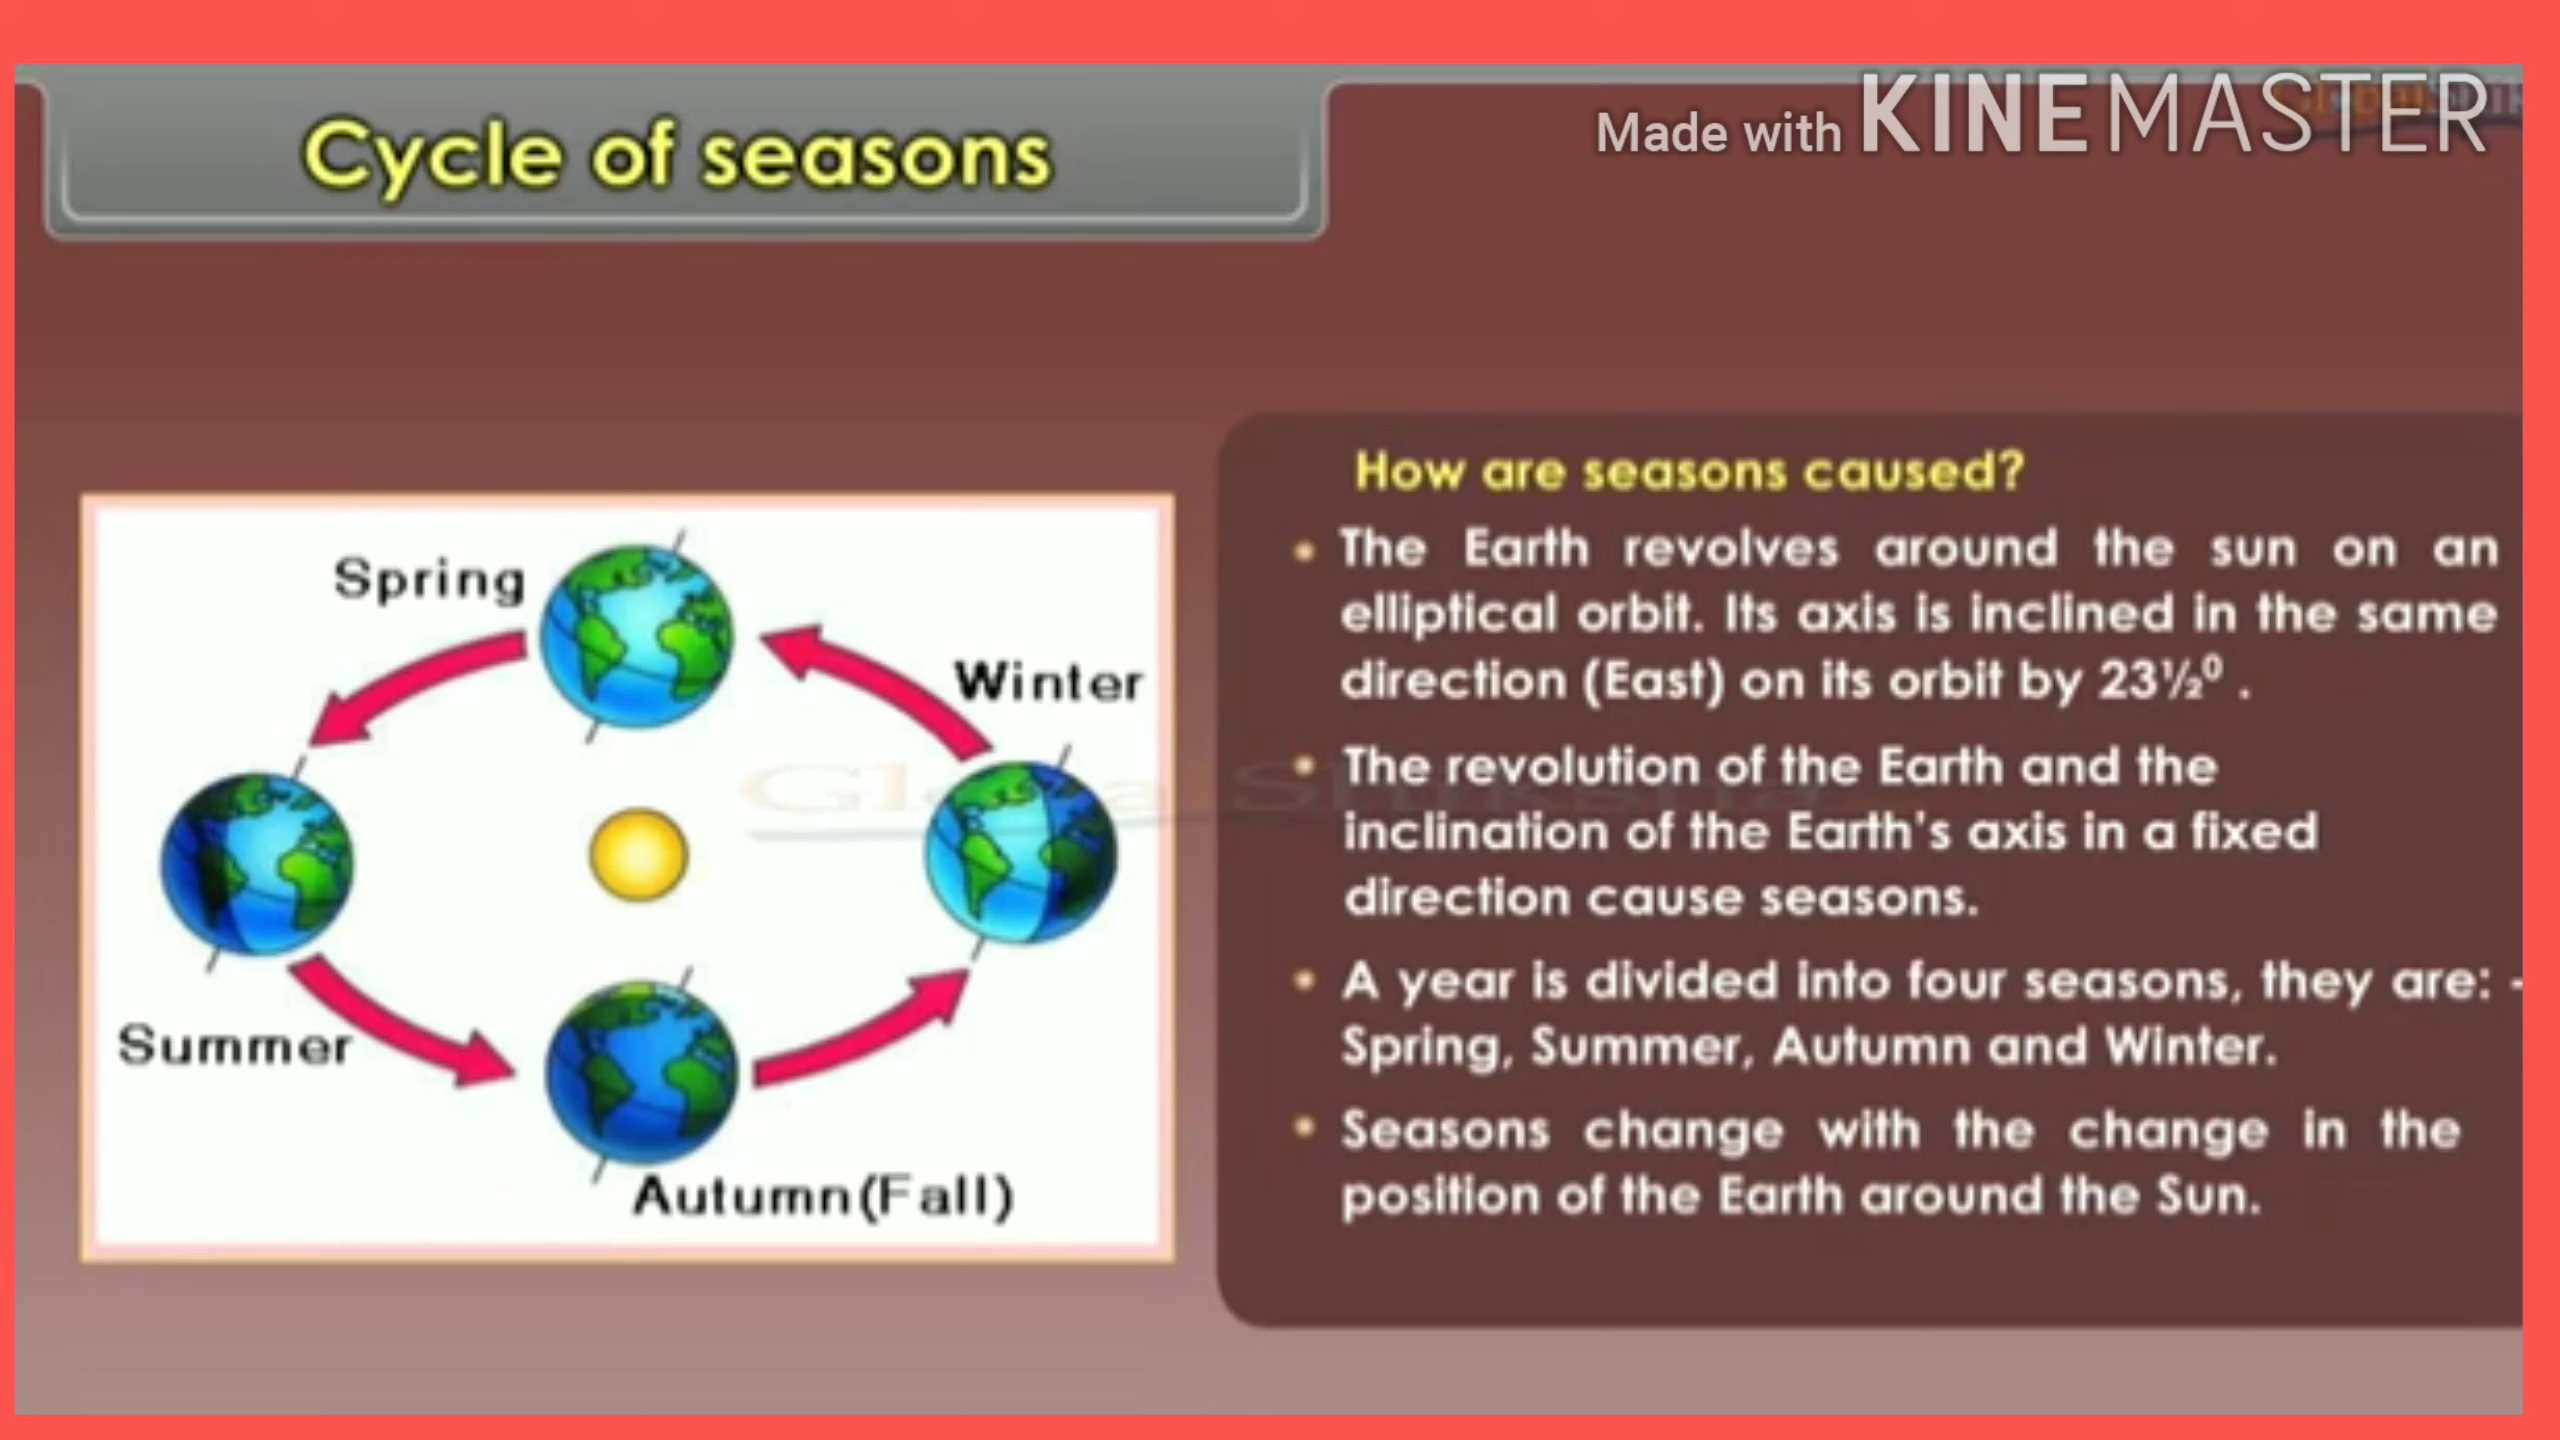 Cycle of seasons
Made with KINEMASTER
Spring
Winter
Summer
Autumn(Fall)
How are seasons caused?
• The Earth revolves around the sun on an
elliptical orbit. Its axis is inclined in the same
direction (East) on its orbit by 23½⁰ .
• The revolution of the Earth and the
inclination of the Earth's axis in a fixed
direction cause seasons.
• A year is divided into four seasons, they are: -
Spring, Summer, Autumn and Winter.
• Seasons change with the change in the
position of the Earth around the Sun.